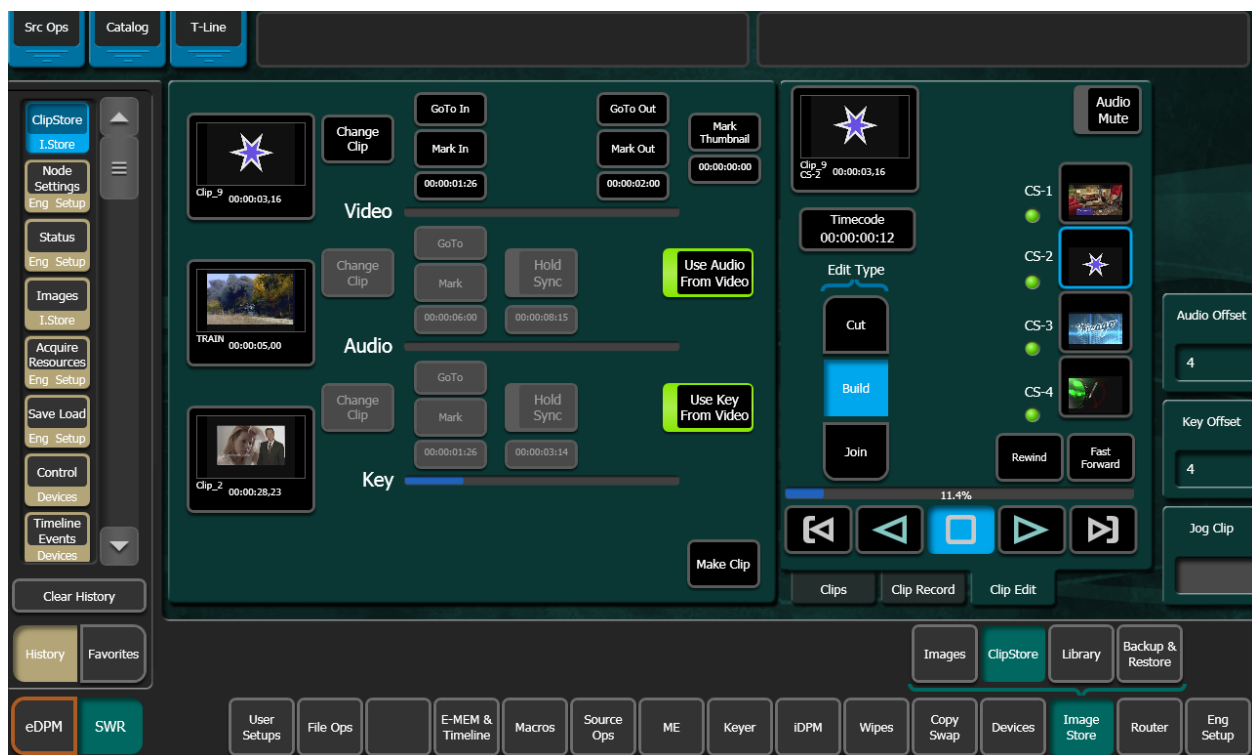 Src Ops
Catalog
T-Line
ClipStore
I.Store
Node
Settings
Eng Setup
Status
Eng Setup
Images
I.Store
Acquire
Resources
Eng Setup
Save Load
Eng Setup
Control
Devices
Timeline
Events
Devices
Clear History
History
Favorites
Clip_9 00:00:03,16
Change
Clip
GoTo In
Mark In
00:00:01:26
GoTo Out
Mark Out
00:00:02:00
Mark
Thumbnail
00:00:00:00
Video
TRAIN 00:00:05,00
Change
Clip
GoTo
Mark
00:00:06:00
Hold
Sync
00:00:08:15
Use Audio
From Video
Audio
Clip_2 00:00:28,23
Change
Clip
GoTo
Mark
00:00:01:26
Hold
Sync
00:00:03:14
Use Key
From Video
Key
Make Clip
Clip_9
CS-2 00:00:03,16
Audio
Mute
Timecode
00:00:00:12
Edit Type
Cut
Build
Join
CS-1
CS-2
CS-3
Chicago
CS-4
Rewind
Fast
Forward
11.4%
Clips
Clip Record
Clip Edit
Audio Offset
4
Key Offset
4
Jog Clip
Images
ClipStore
Library
Backup &
Restore
eDPM
SWR
User
Setups
File Ops
E-MEM &
Timeline
Macros
Source
Ops
ME
Keyer
iDPM
Wipes
Copy
Swap
Devices
Image
Store
Router
Eng
Setup